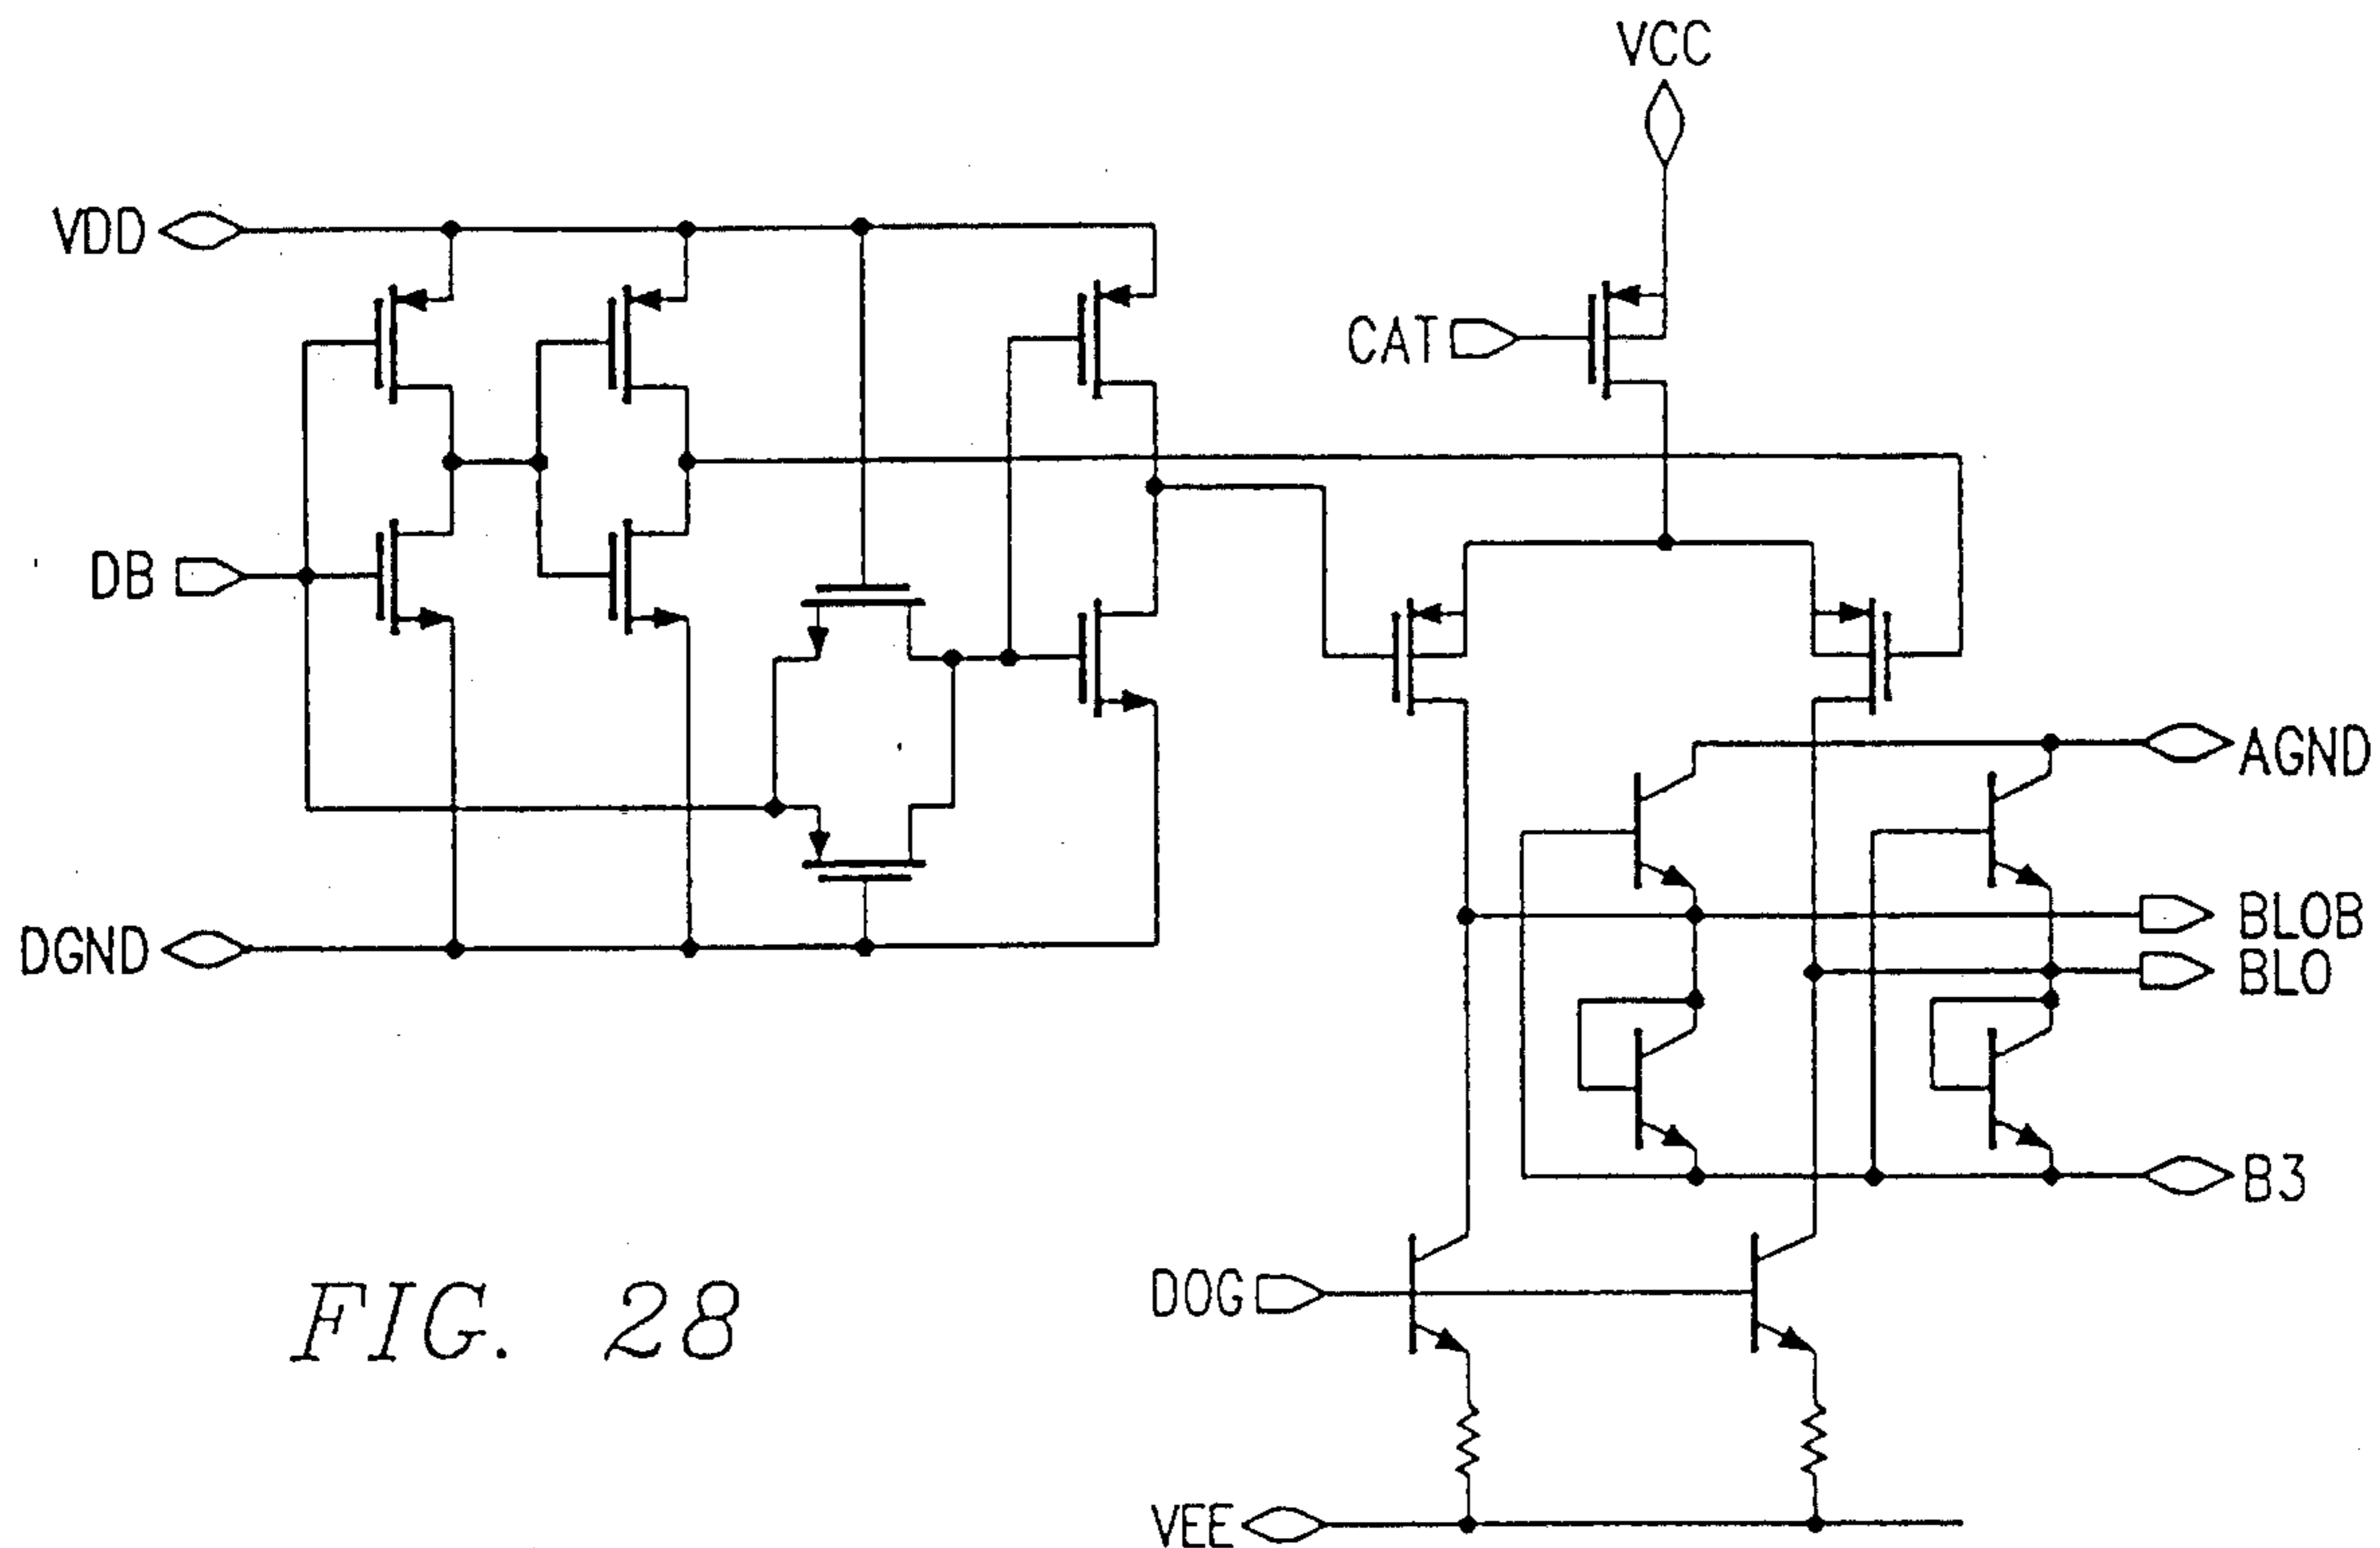 VCC
VDD
CAT
DB
AGND
BLOB
DGND
BLO
B3
DOG
FIG. 28
VEE